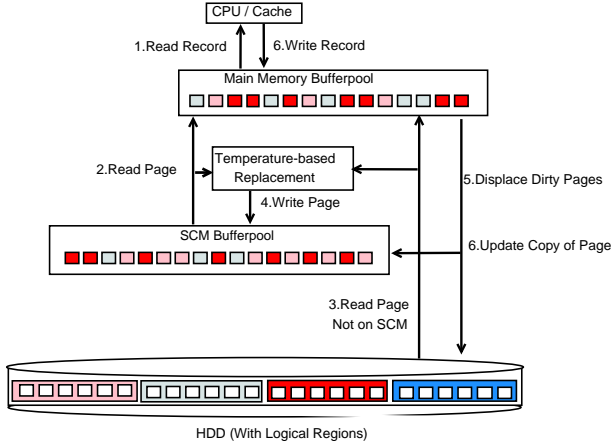 CPU / Cache
1.Read Record
6.Write Record
Main Memory Bufferpool
2.Read Page
Temperature-based
Replacement
5.Displace Dirty Pages
4.Write Page
SCM Bufferpool
6.Update Copy of Page
3.Read Page
Not on SCM
HDD (With Logical Regions)